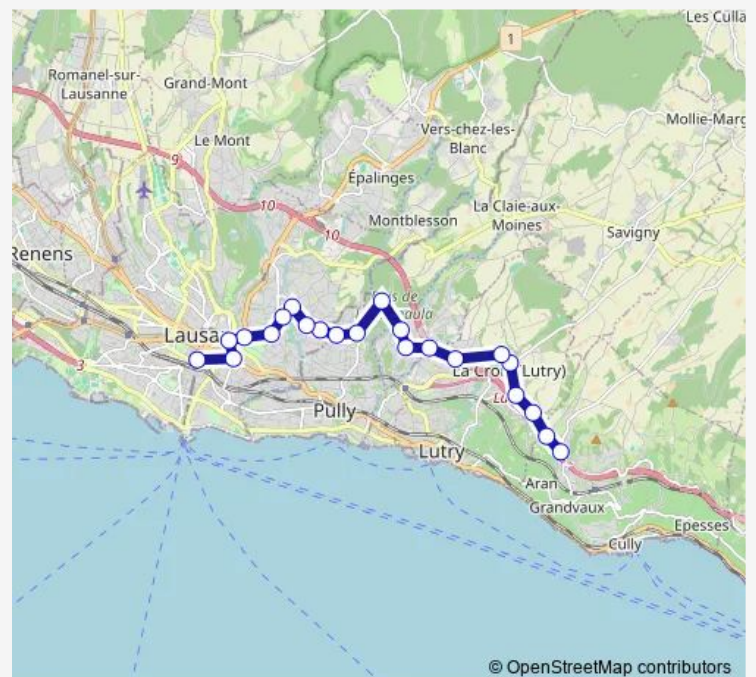 Les Culla
1
Romanel-sur-
Lausanne
Grand-Mont
Mollie-Marg
Vers-chez-les-
Blanc
Le Mont
9
Épalinges
10
La Claie-aux-
Moines
Montblesson
10
Savigny
Renens
Lausa
3
La Croi
Lutry)
Pully
Lutry
Aran
Grandvaux
Epesses
Cully
© OpenStreetMap contributors